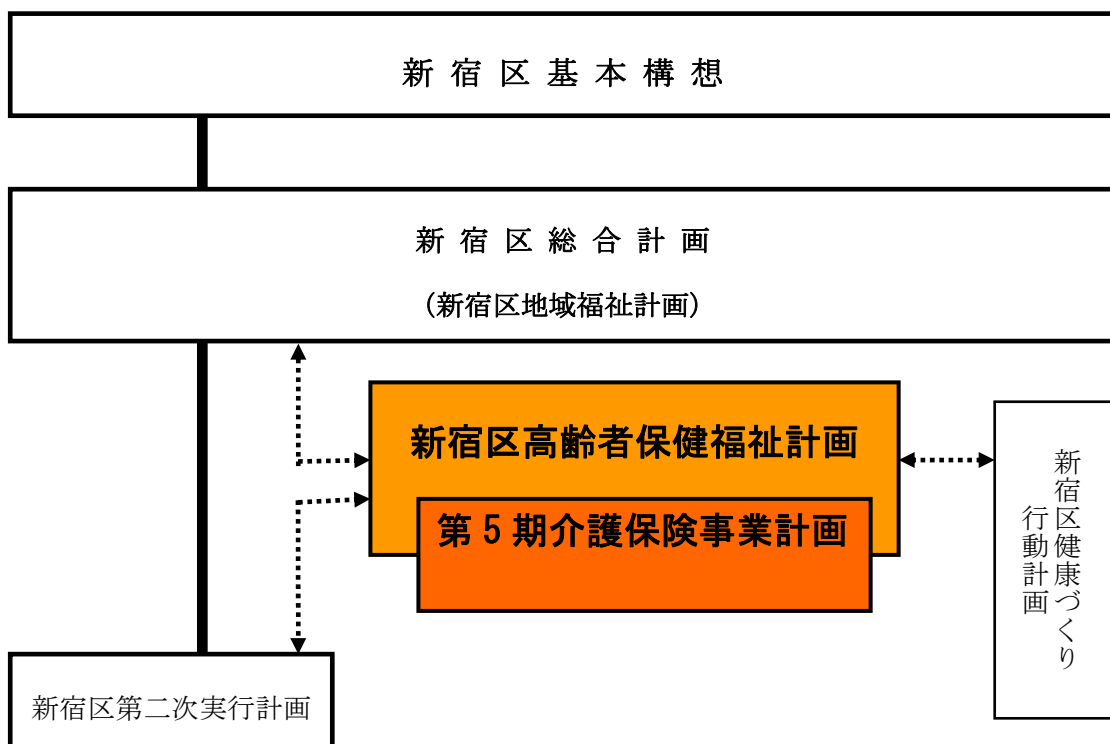 新宿区基本構想
新宿区総合計画
(新宿区地域福祉計画)
新宿区高齢者保健福祉計画
第5期介護保険事業計画
新宿区健康づくり
行動計画
新宿区第二次実行計画